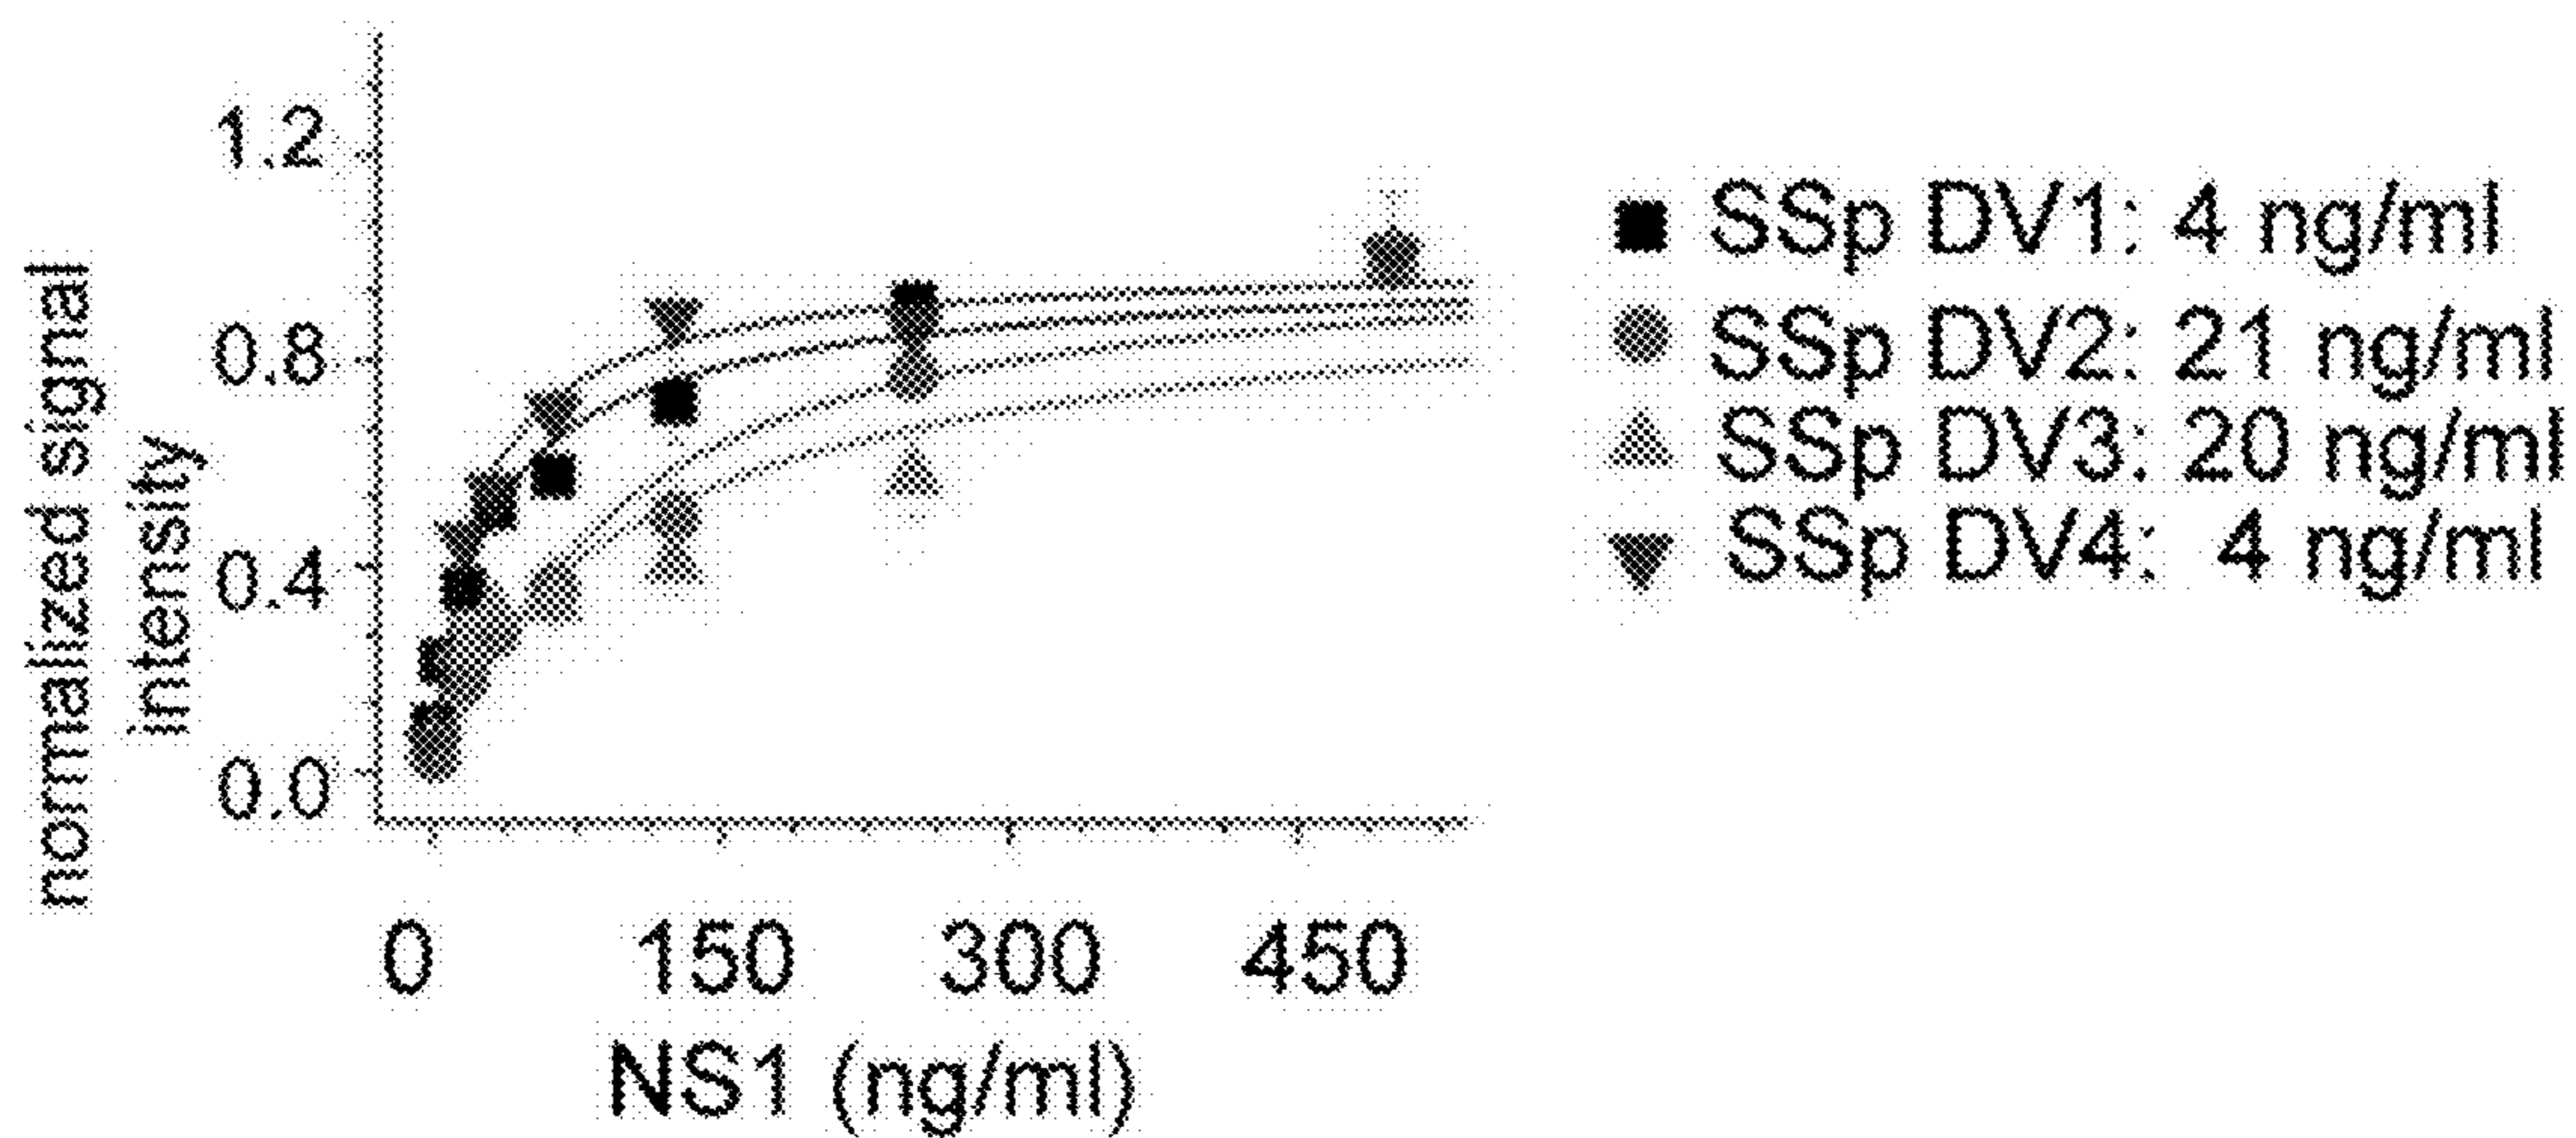 normalized signal
intensity
1.2
0.8
0.4
0.0
0 150 300 450
NS1 (ng/ml)
SSp DV1: 4 ng/ml
SSp DV2: 21 ng/ml
SSp DV3: 20 ng/ml
SSp DV4: 4 ng/ml